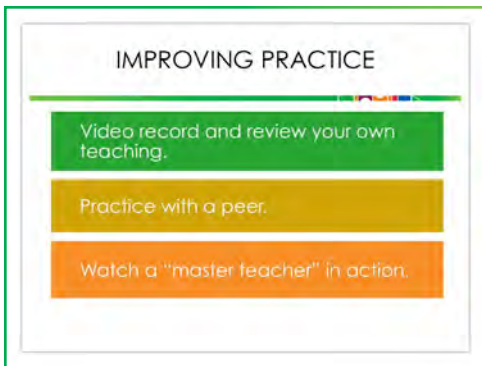 IMPROVING PRACTICE
Video record and review your own
teaching.
Practice with a peer.
Watch a “master teacher” in action.